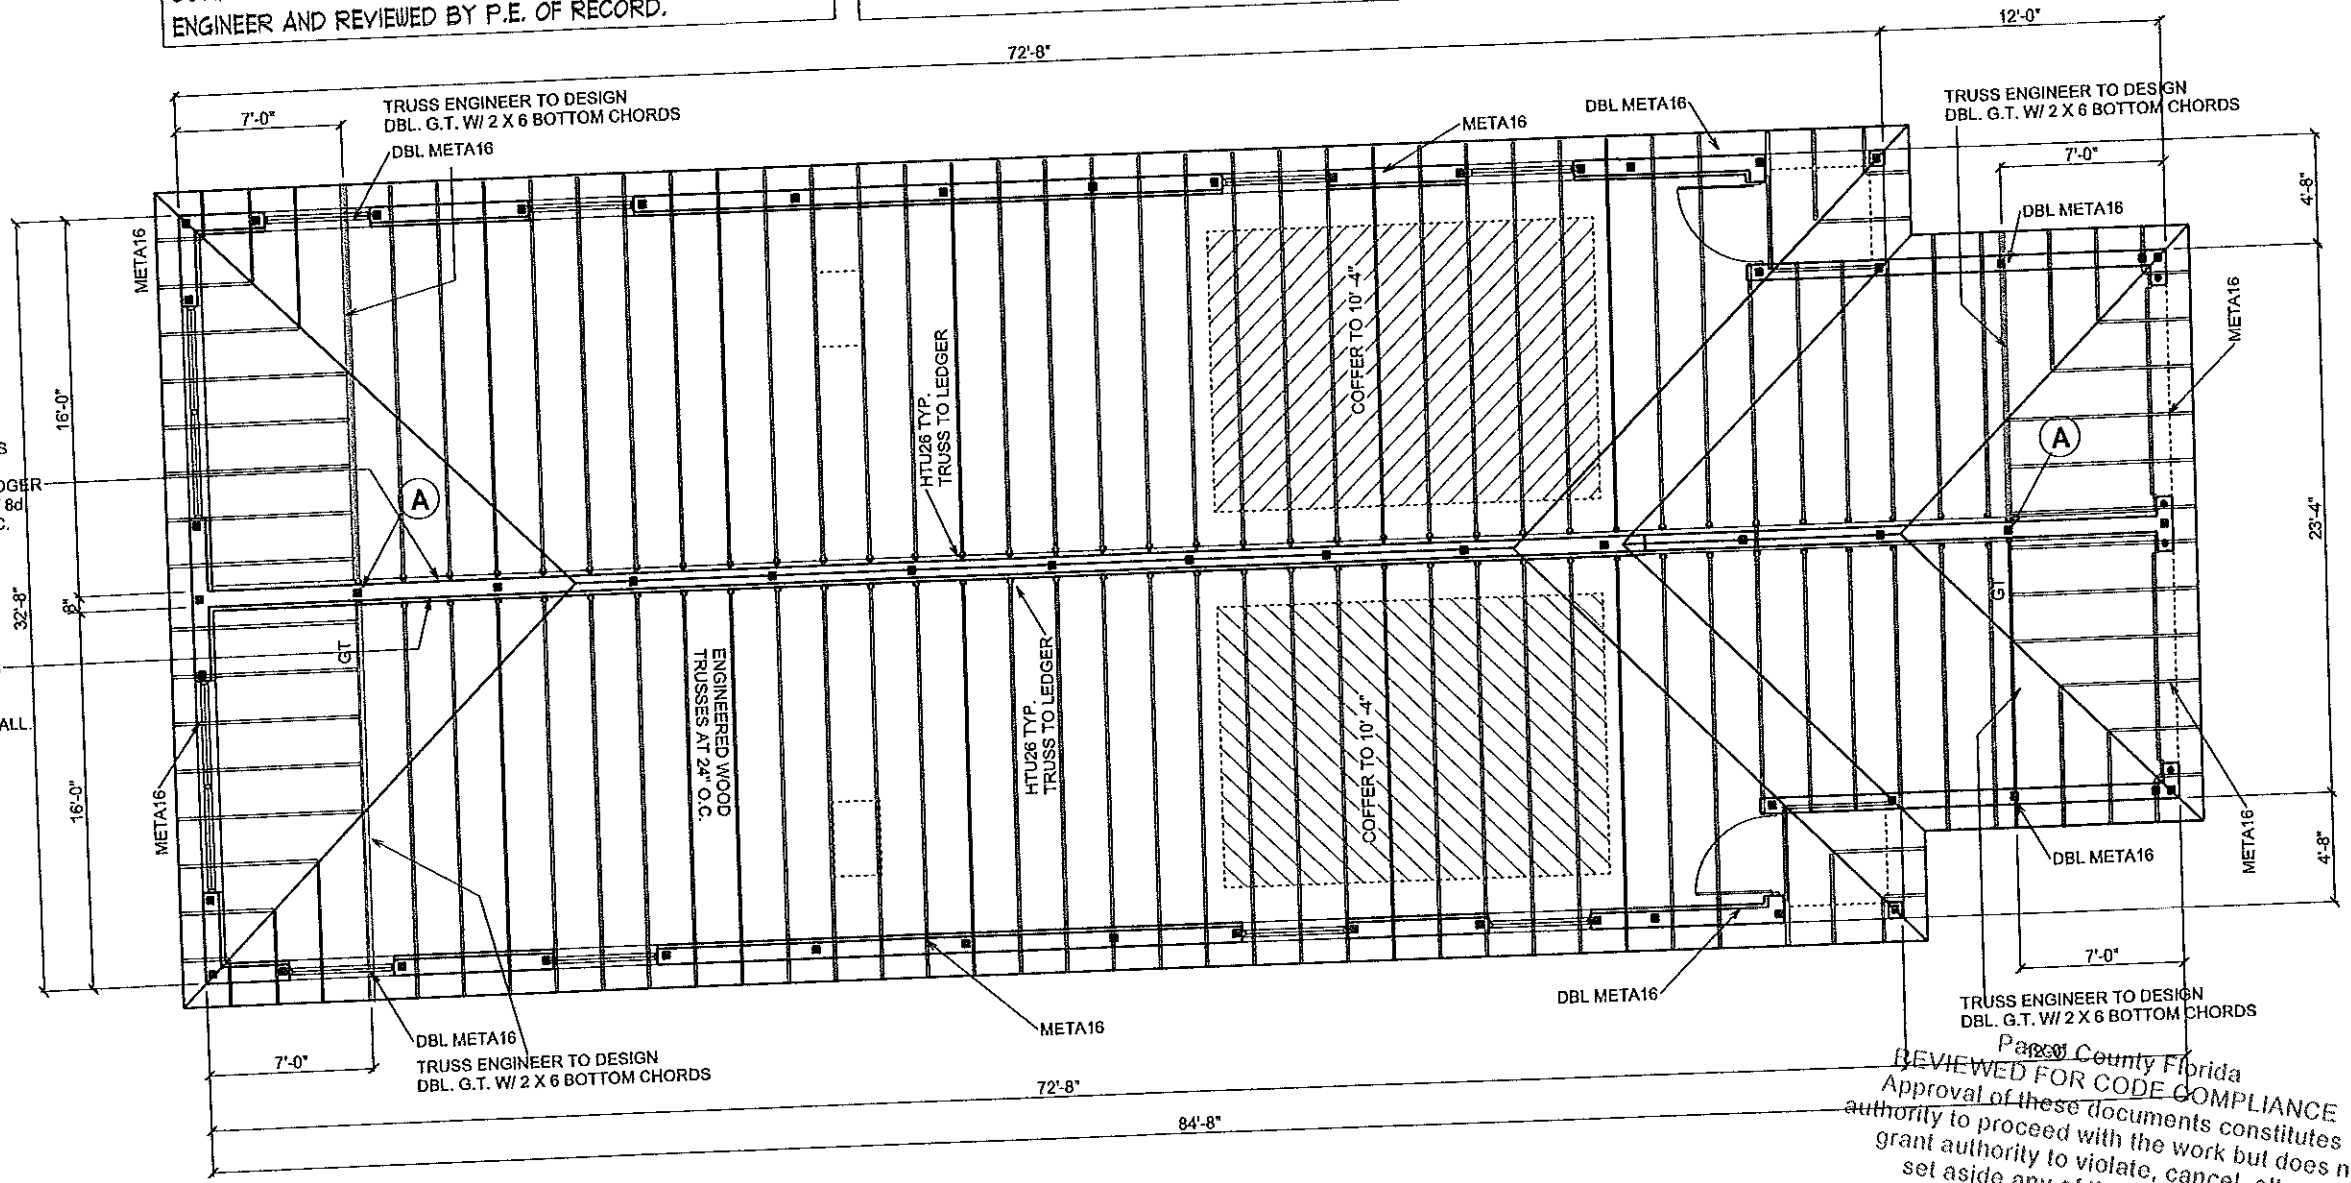 ENGINEER AND REVIEWED BY P.E. OF RECORD.
12'-0"
72'-8"
TRUSS ENGINEER TO DESIGN
DBL. G.T. W/ 2 X 6 BOTTOM CHORDS
7'-0"
DBL META16
META16
DBL META16
TRUSS ENGINEER TO DESIGN
DBL. G.T. W/ 2 X 6 BOTTOM CHORDS
7'-0"
4'-8"
DBL META16
META16
META16
COFFER TO 10'-4"
HTU26 TYP.
TRUSS TO LEDGER
16'-0"
A
A
8d
23'-4"
32'-8"
8"
GT
GT
ENGINEERED WOOD
TRUSSES AT 24" O.C.
HTU26 TYP.
TRUSS TO LEDGER
COFFER TO 10'-4"
16'-0"
META16
META16
DBL META16
4'-8"
7'-0"
DBL META16
META16
DBL META16
TRUSS ENGINEER TO DESIGN
DBL. G.T. W/ 2 X 6 BOTTOM CHORDS
7'-0"
TRUSS ENGINEER TO DESIGN
DBL. G.T. W/ 2 X 6 BOTTOM CHORDS
72'-8"
12'-0"
84'-8"
Pasco County Florida
REVIEWED FOR CODE COMPLIANCE
Approval of these documents constitutes
authority to proceed with the work but does
grant authority to violate, cancel,
set aside any of